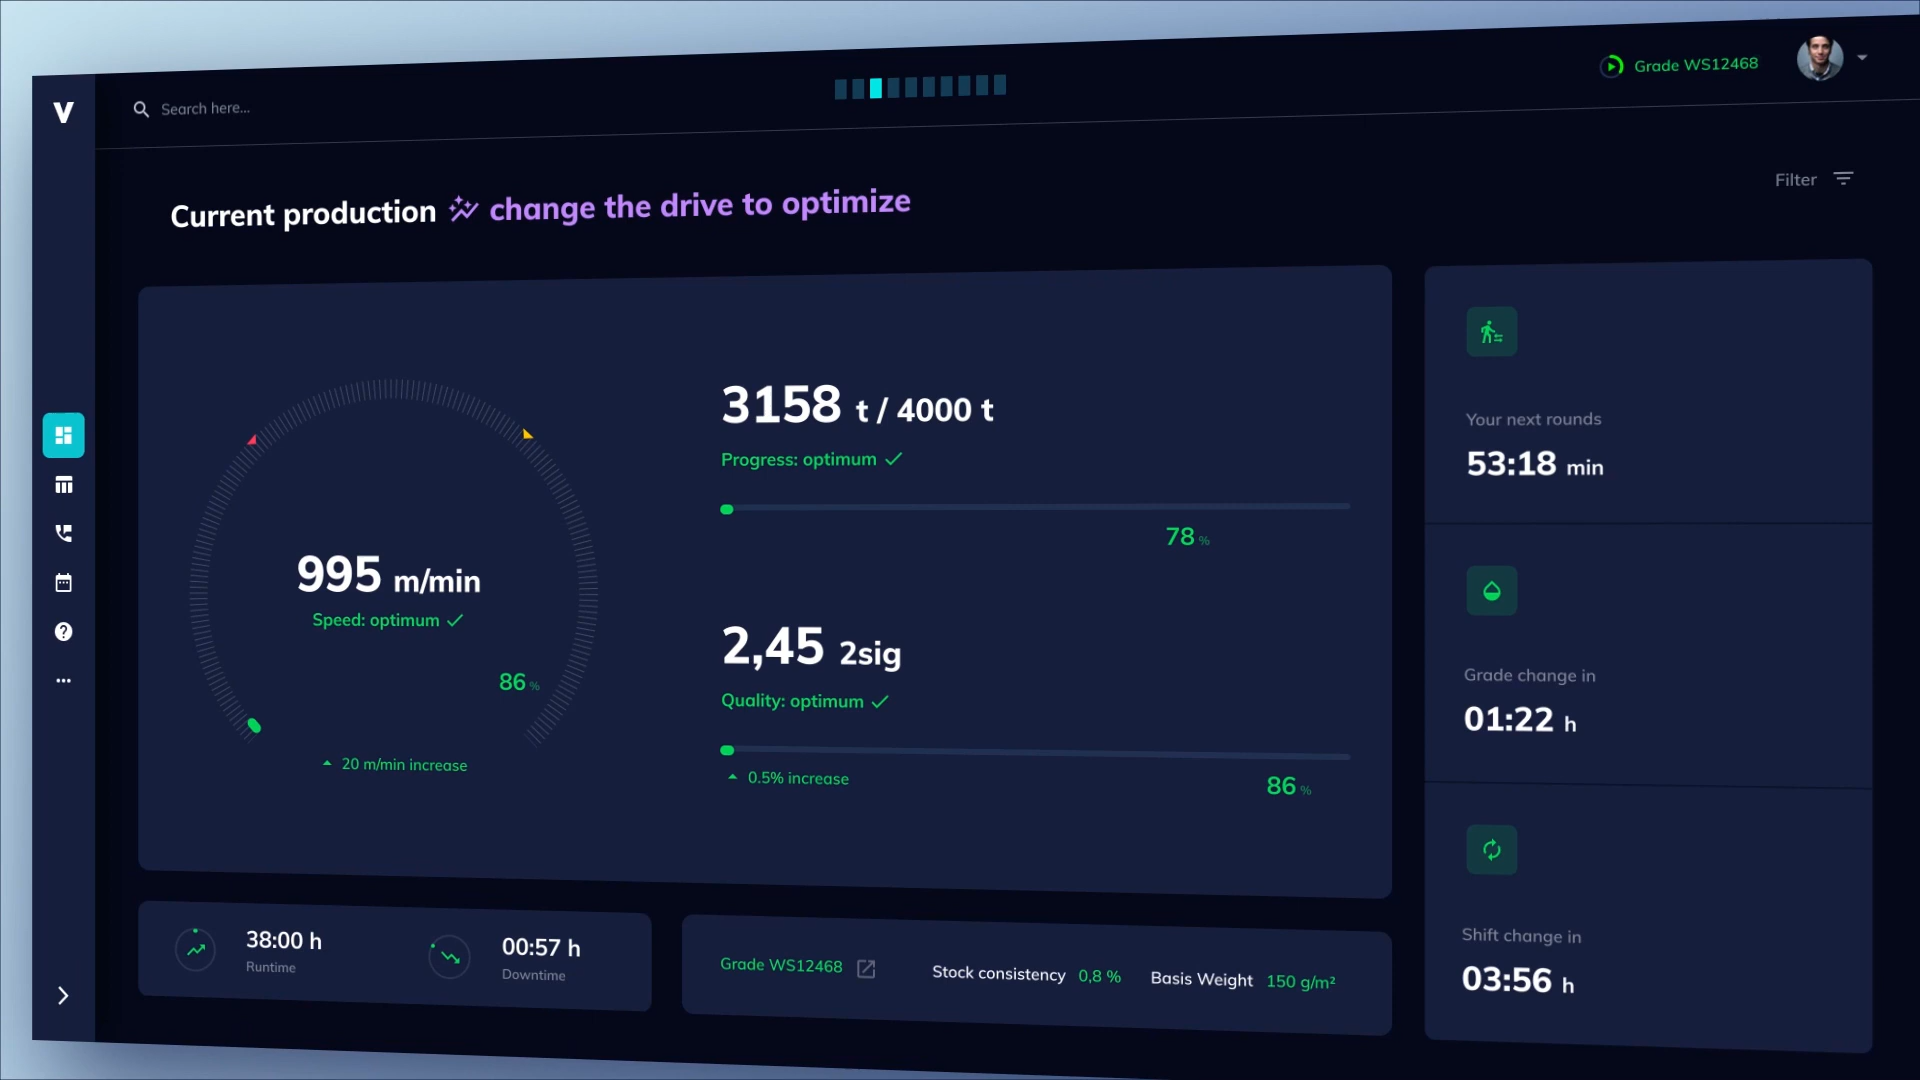 V
Search here...
Grade WS12468
Filter
Current production change the drive to optimize
995 m/min
Speed: optimum
86 %
20 m/min increase
3158 t / 4000 t
Progress: optimum
78 %
2,45 2sig
Quality: optimum
0.5% increase
86 %
Your next rounds
53:18 min
Grade change in
01:22 h
Shift change in
03:56 h
38:00 h
Runtime
00:57 h
Downtime
Grade WS12468
Stock consistency 0,8 %
Basis Weight 150 g/m²